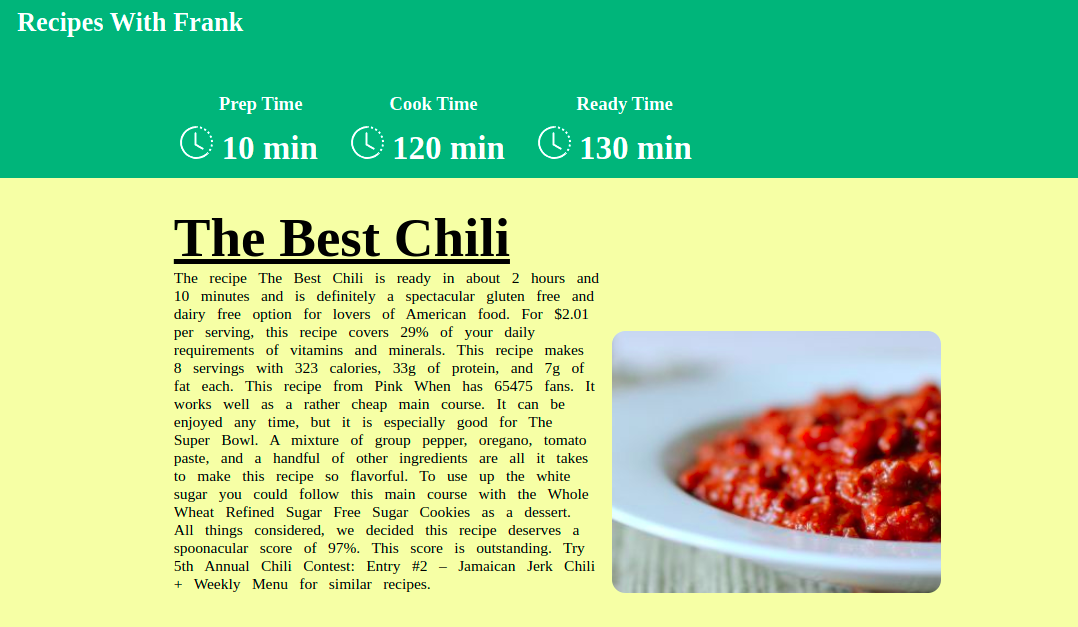 Recipes With Frank
Prep Time
Cook Time
Ready Time
10 min
120 min
130 min
The Best Chili
The recipe The Best Chili is ready in about 2 hours and
10 minutes and is definitely a spectacular gluten free and
dairy free option for lovers of American food. For $2.01
per serving, this recipe covers 29% of your daily
requirements of vitamins and minerals. This recipe makes
8 servings with 323 calories, 33g of protein, and 7g of
fat each. This recipe from Pink When has 65475 fans. It
works well as a rather cheap main course. It can be
enjoyed any time, but it is especially good for The
Super Bowl. A mixture of group pepper, oregano, tomato
paste, and a handful of other ingredients are all it takes
to make this recipe so flavorful. To use up the white
sugar you could follow this main course with the Whole
Wheat Refined Sugar Free Sugar Cookies as a dessert.
All things considered, we decided this recipe deserves a
spoonacular score of 97%. This score is outstanding. Try
5th Annual Chili Contest: Entry #2 – Jamaican Jerk Chili
+ Weekly Menu for similar recipes.